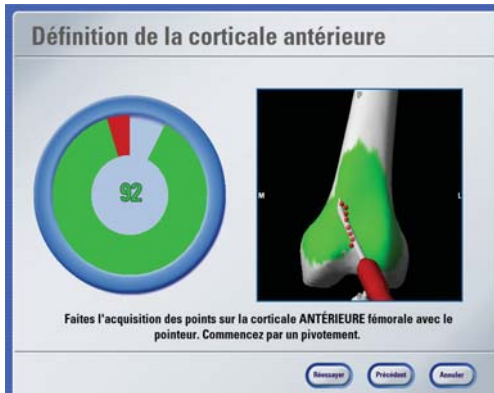 Définition de la corticale antérieure
92
P
M
L
Faites l'acquisition des points sur la corticale ANTÉRIEURE fémorale avec le
pointeur. Commencez par un pivotement.
Réessayer
Précédent
Annuler